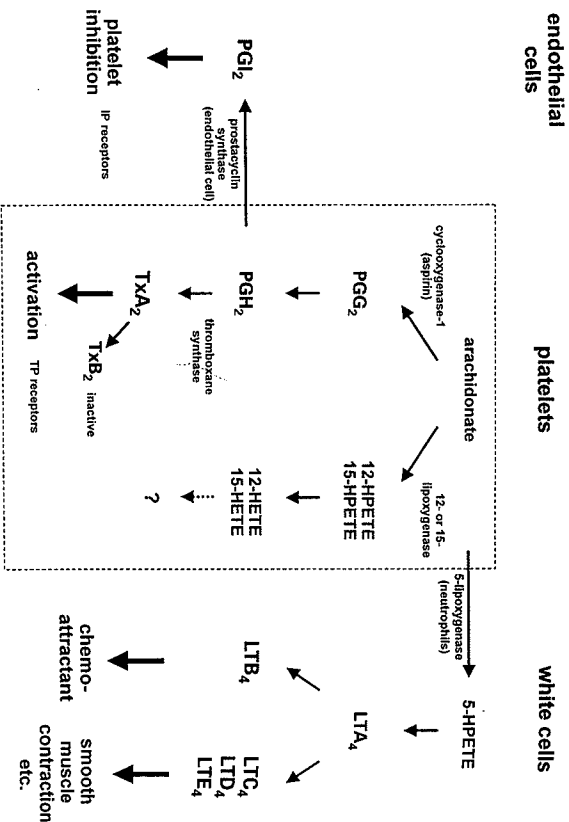 endothelial
cells
platelets
white cells
arachidonate
cyclooxygenase-1
(aspirin)
12- or 15-
lipoxygenase
5-lipoxygenase
(neutrophils)
5-HPETE
PGG₂
12-HPETE
15-HPETE
LTA₄
PGI₂
prostacyclin
synthase
(endothelial cell)
PGH₂
12-HETE
15-HETE
LTB₄
LTC₄
LTD₄
LTE₄
thromboxane
synthase
platelet
inhibition
IP receptors
TxA₂
TxB₂ inactive
?
activation
TP receptors
chemo-
attractant
smooth
muscle
contraction
etc.